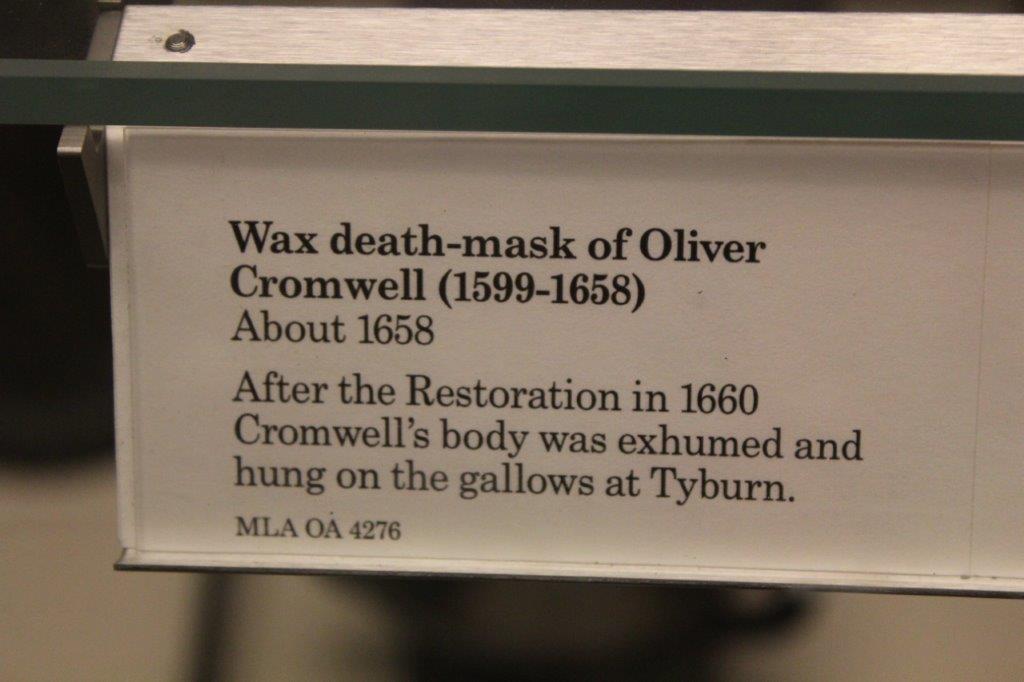 Wax death-mask of Oliver
Cromwell (1599-1658)
About 1658
After the Restoration in 1660
Cromwell's body was exhumed and
hung on the gallows at Tyburn.
MLA OA 4276